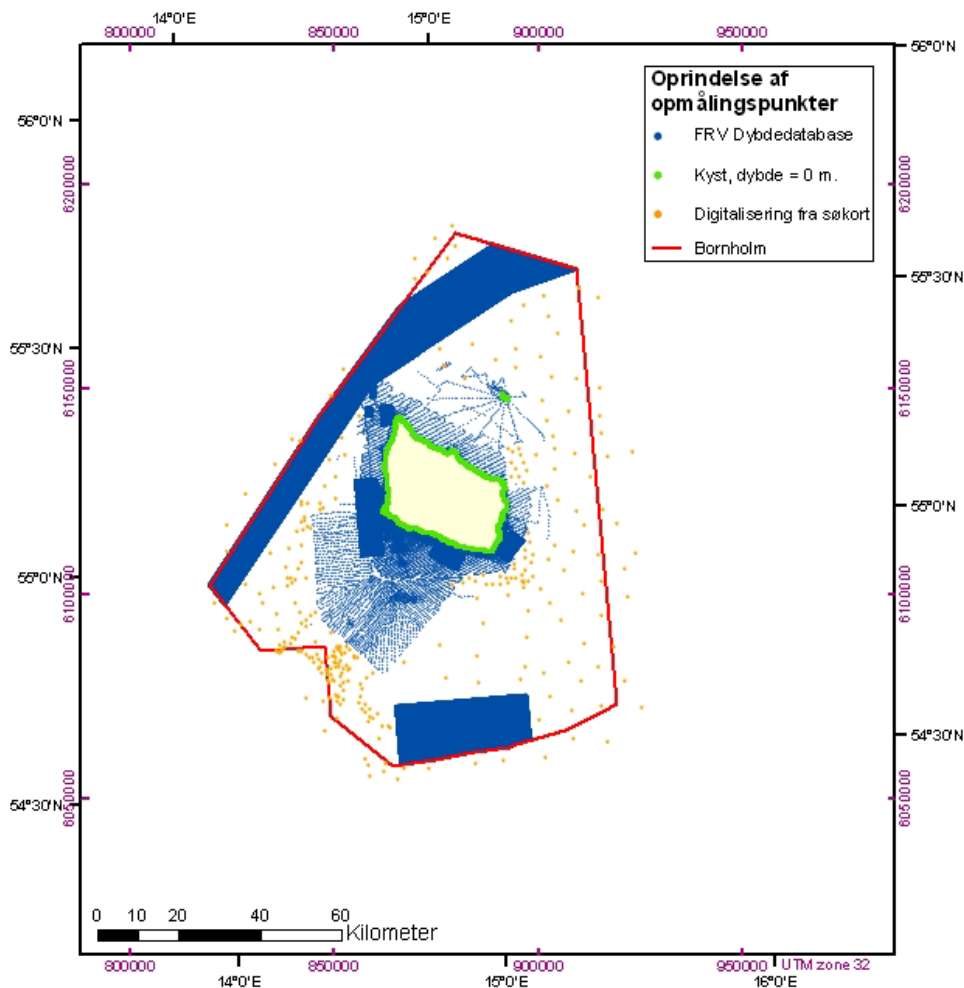 14°0'E 15°0'E
800000 850000 900000 950000
56°0'N
56°0'N
Oprindelse af
opmålingspunkter
FRV Dybdedatabase
Kyst, dybde = 0 m.
Digitalisering fra søkort
Bornholm
6200000
6200000
55°30'N
55°30'N
6150000
6150000
55°0'N
55°0'N
6100000
6100000
54°30'N
54°30'N
6050000
6050000
0 10 20 40 60
Kilometer
800000 850000 900000 950000 UTM zone 32
14°0'E 15°0'E 16°0'E